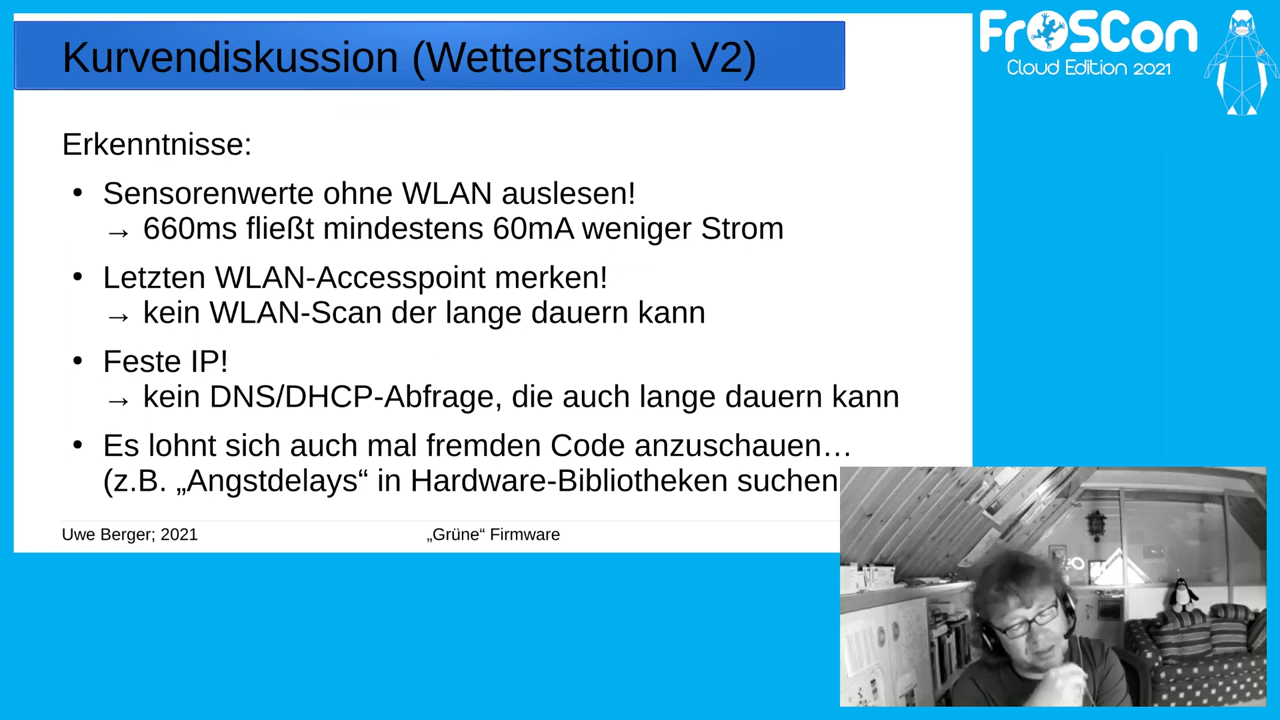 Kurvendiskussion (Wetterstation V2)
FrOSCon
Cloud Edition 2021
Erkenntnisse:
• Sensorenwerte ohne WLAN auslesen!
→ 660ms fließt mindestens 60mA weniger Strom
• Letzten WLAN-Accesspoint merken!
→ kein WLAN-Scan der lange dauern kann
• Feste IP!
→ kein DNS/DHCP-Abfrage, die auch lange dauern kann
• Es lohnt sich auch mal fremden Code anzuschauen…
(z.B. „Angstdelays“ in Hardware-Bibliotheken suchen
Uwe Berger; 2021
„Grüne“ Firmware